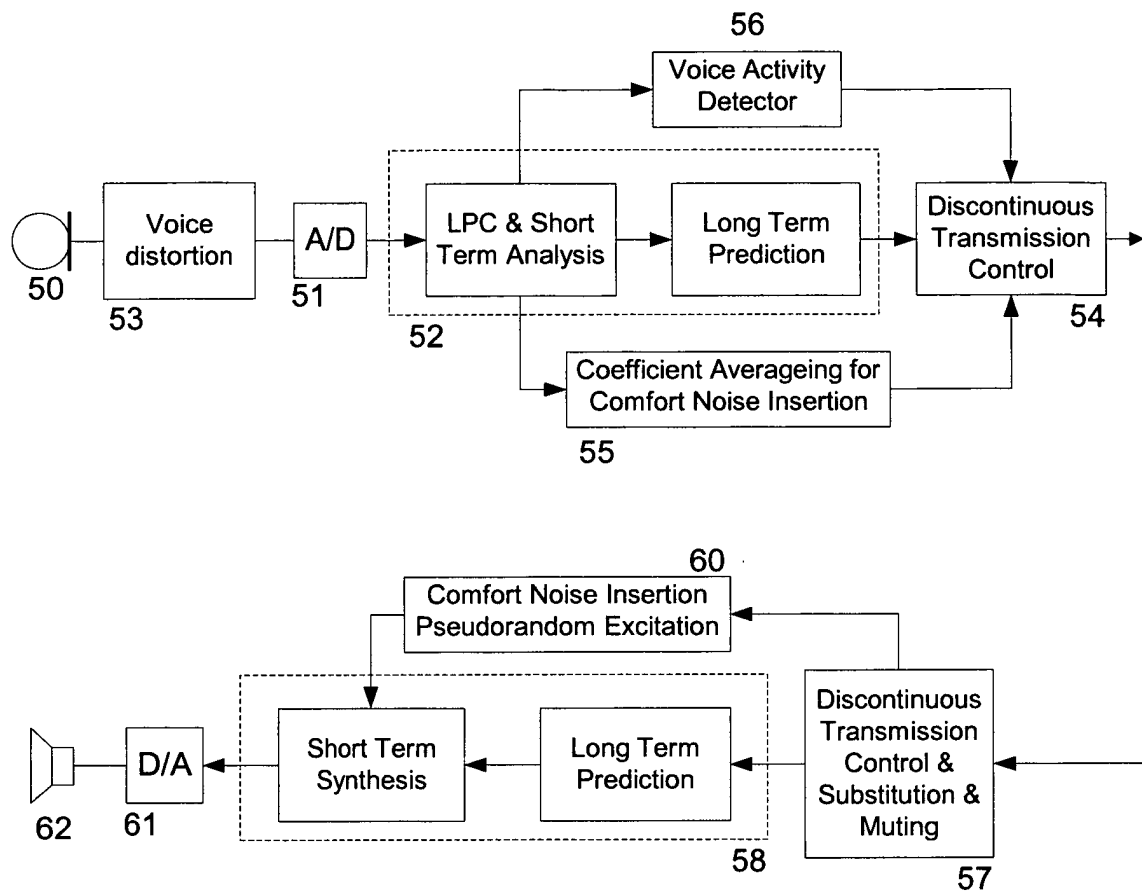 56
Voice Activity
Detector
Voice
distortion
A/D
LPC & Short
Term Analysis
Long Term
Prediction
Discontinuous
Transmission
Control
50
53
51
52
54
Coefficient Averageing for
Comfort Noise Insertion
55
60
Comfort Noise Insertion
Pseudorandom Excitation
Discontinuous
Transmission
Control &
Substitution &
Muting
D/A
Short Term
Synthesis
Long Term
Prediction
62
61
58
57